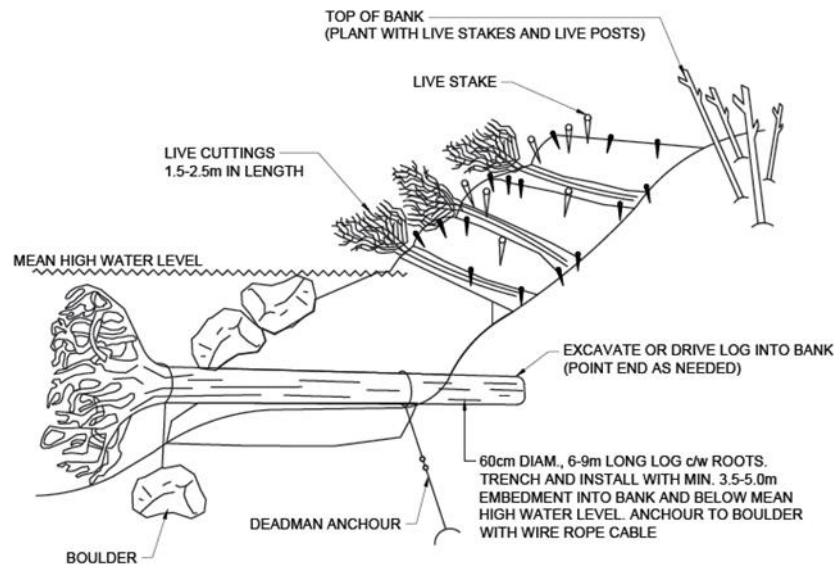 TOP OF BANK
(PLANT WITH LIVE STAKES AND LIVE POSTS)
LIVE STAKE
LIVE CUTTINGS
1.5-2.5m IN LENGTH
MEAN HIGH WATER LEVEL
EXCAVATE OR DRIVE LOG INTO BANK
(POINT END AS NEEDED)
60cm DIAM., 6-9m LONG LOG c/w ROOTS.
TRENCH AND INSTALL WITH MIN. 3.5-5.0m
EMBEDMENT INTO BANK AND BELOW MEAN
HIGH WATER LEVEL. ANCHOUR TO BOULDER
WITH WIRE ROPE CABLE
DEADMAN ANCHOUR
BOULDER